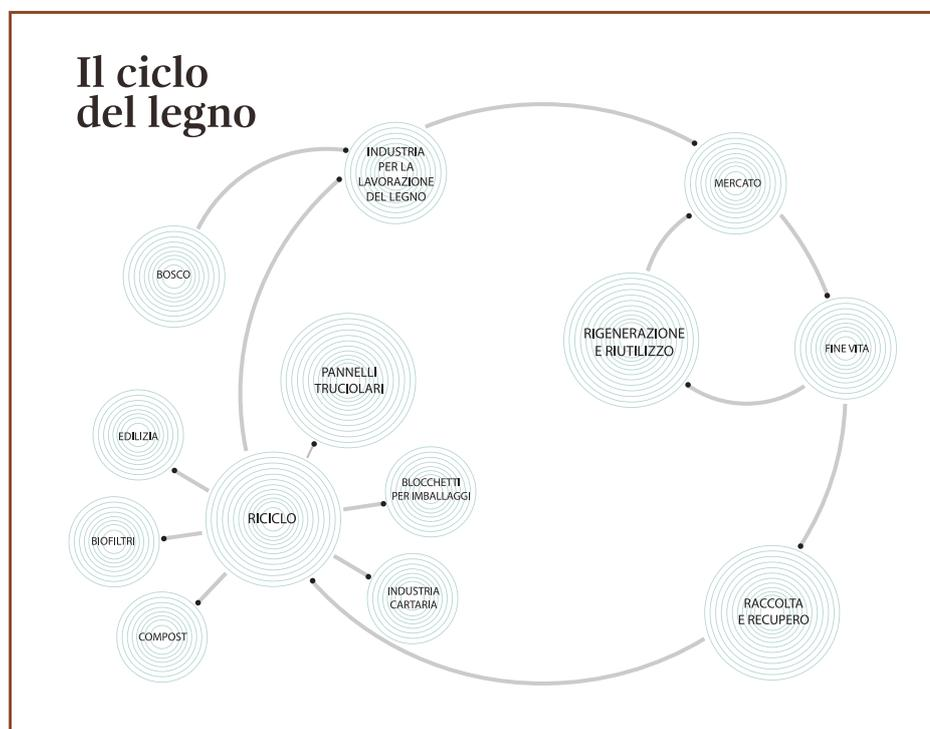 Il ciclo
del legno
INDUSTRIA
PER LA
LAVORAZIONE
DEL LEGNO
MERCATO
BOSCO
RIGENERAZIONE
E RIUTILIZZO
FINE VITA
PANNELLI
TRUCIOLARI
EDILIZIA
BLOCCHETTI
PER IMBALLAGGI
RICICLO
BIOFILTRI
INDUSTRIA
CARTARIA
RACCOLTA
E RECUPERO
COMPOST